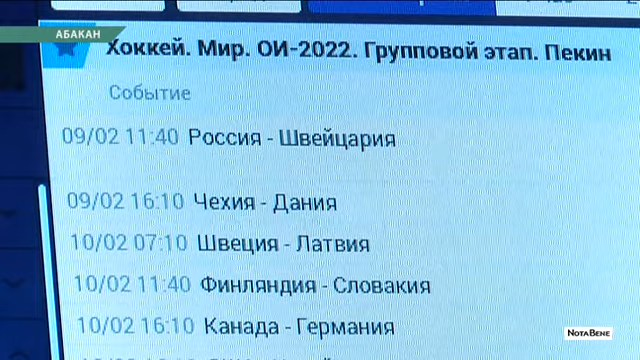 АБАКАН
Хоккей. Мир. ОИ-2022. Групповой этап. Пекин
Событие
09/02 11:40 Россия - Швейцария
09/02 16:10 Чехия - Дания
10/02 07:10 Швеция - Латвия
10/02 11:40 Финляндия - Словакия
10/02 16:10 Канада - Германия
NOTABENE